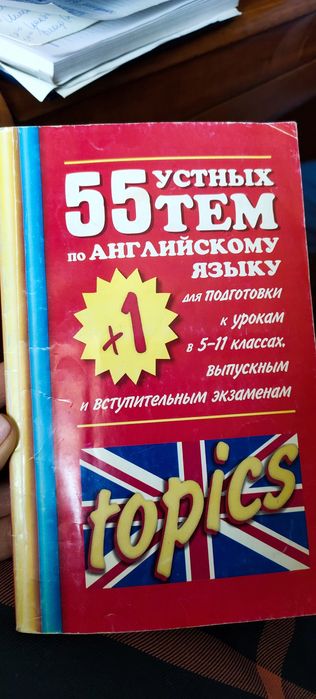 55 УСТНЫХ
ТЕМ
по АНГЛИЙСКОМУ
ЯЗЫКУ
+1
для подготовки
к урокам
в 5-11 классах,
выпускным
и вступительным экзаменам
topics